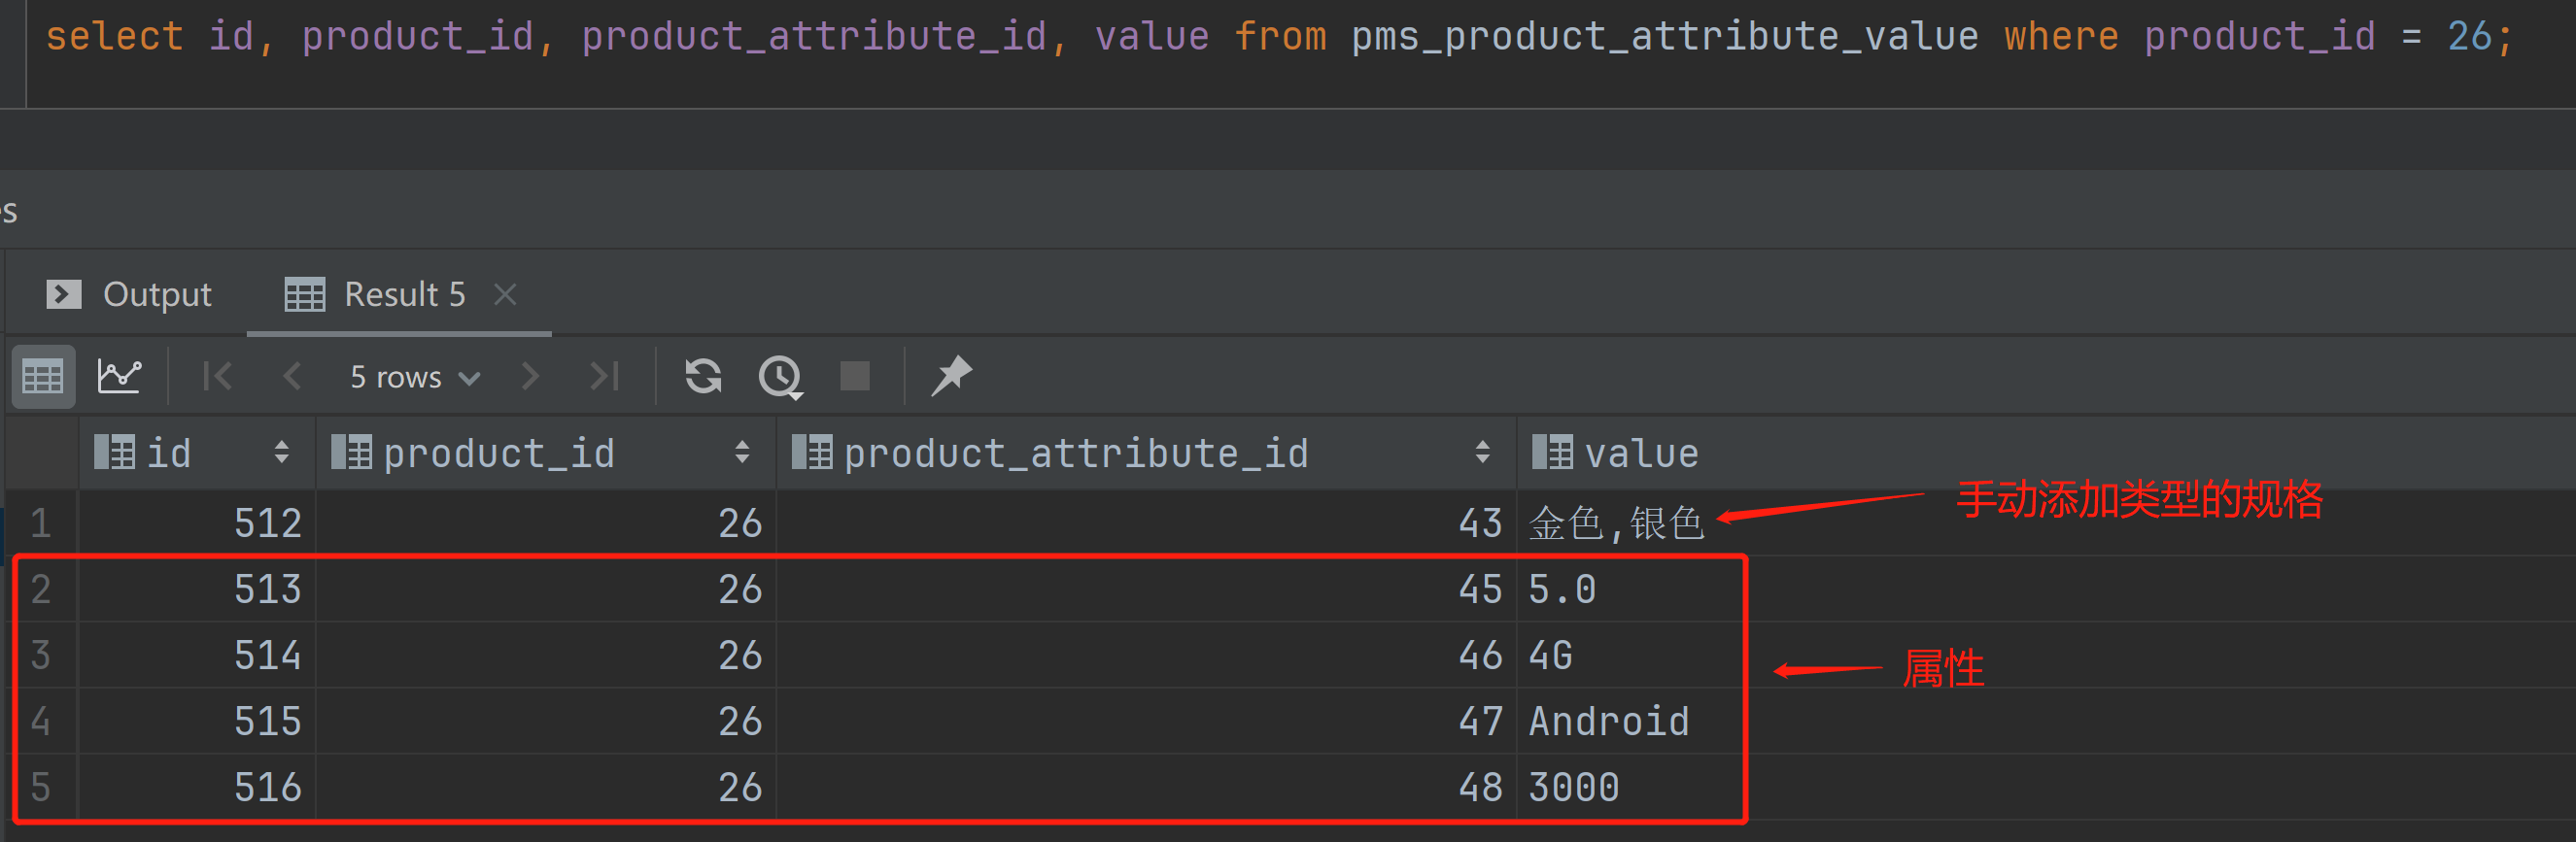 select id, product_id, product_attribute_id, value from pms_product_attribute_value where product_id = 26;
s
Output Result 5
5 rows
id product_id product_attribute_id value
1 512 26 43 金色,银色 手动添加类型的规格
2 513 26 45 5.0
3 514 26 46 4G 属性
4 515 26 47 Android
5 516 26 48 3000